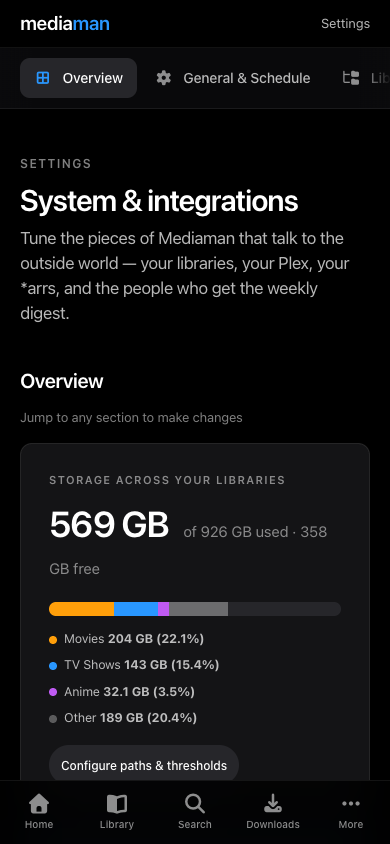 mediaman
Settings
Overview
General & Schedule
SETTINGS
System & integrations
Tune the pieces of Mediaman that talk to the
outside world — your libraries, your Plex, your
*arrs, and the people who get the weekly
digest.
Overview
Jump to any section to make changes
STORAGE ACROSS YOUR LIBRARIES
569 GB of 926 GB used · 358
GB free
Movies 204 GB (22.1%)
TV Shows 143 GB (15.4%)
Anime 32.1 GB (3.5%)
Other 189 GB (20.4%)
Configure paths & thresholds
Home
Library
Search
Downloads
More